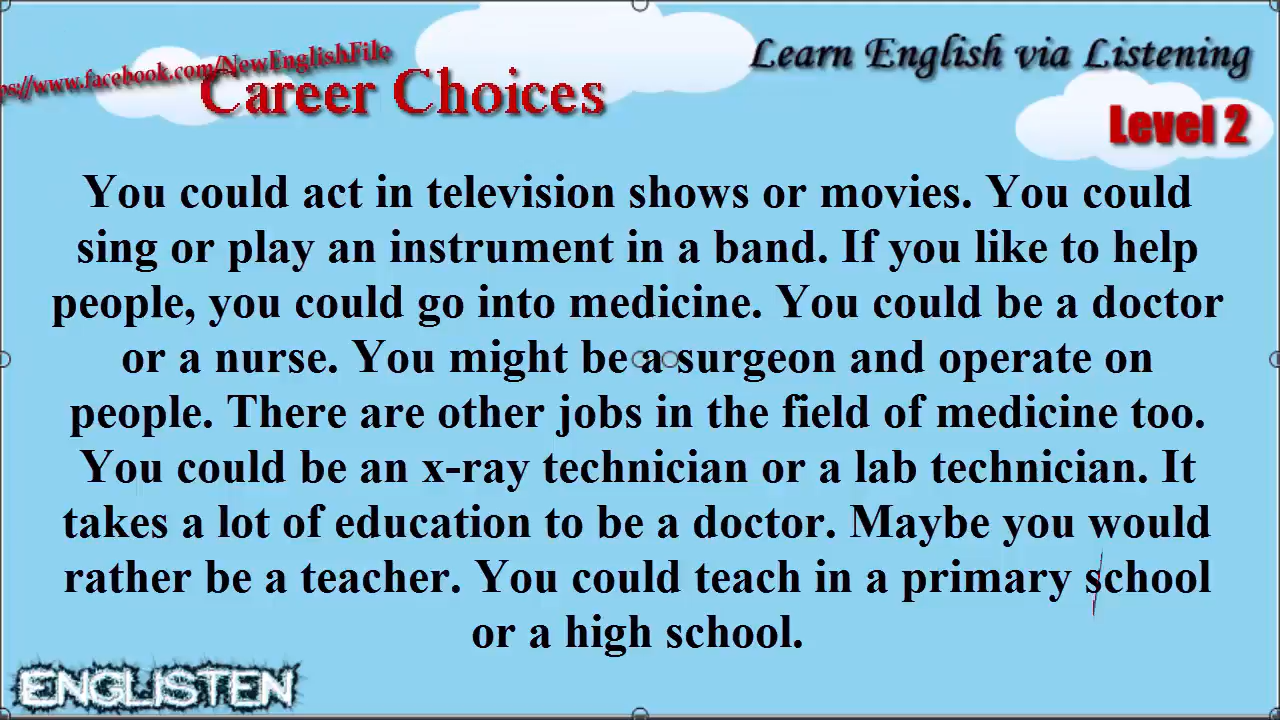 ps://www.facebook.com/NewEnglishFile
Career Choices
Learn English via Listening
Level 2
You could act in television shows or movies. You could
sing or play an instrument in a band. If you like to help
people, you could go into medicine. You could be a doctor
or a nurse. You might be a surgeon and operate on
people. There are other jobs in the field of medicine too.
You could be an x-ray technician or a lab technician. It
takes a lot of education to be a doctor. Maybe you would
rather be a teacher. You could teach in a primary school
or a high school.
ENGLISTEN